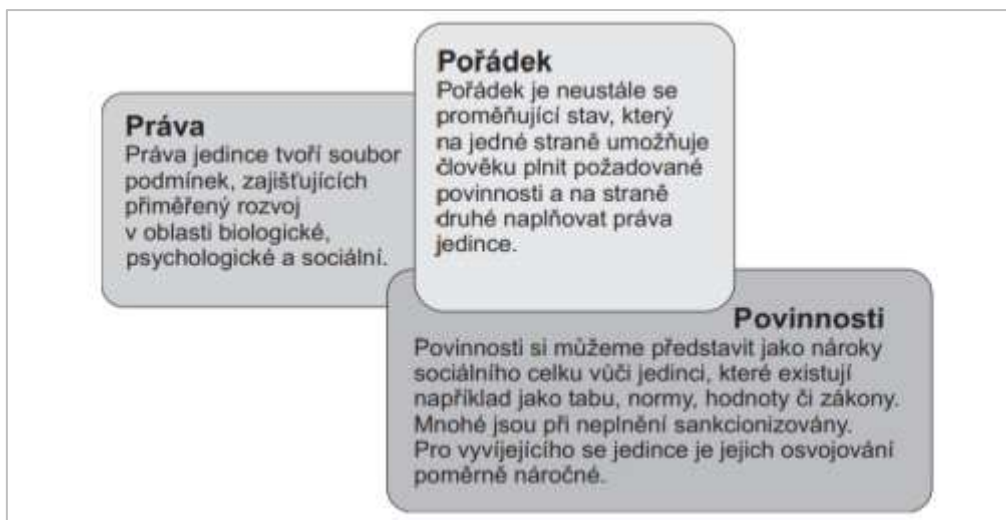 Práva
Práva jedince tvoří soubor
podmínek, zajišťujících
přiměřený rozvoj
v oblasti biologické,
psychologické a sociální.
Pořádek
Pořádek je neustále se
proměňující stav, který
na jedné straně umožňuje
člověku plnit požadované
povinnosti a na straně
druhé naplňovat práva
jedince.
Povinnosti
Povinnosti si můžeme představit jako nároky
sociálního celku vůči jedinci, které existují
například jako tabu, normy, hodnoty či zákony.
Mnohé jsou při neplnění sankcionizovány.
Pro vyvíjejícího se jedince je jejich osvojování
poměrně náročné.